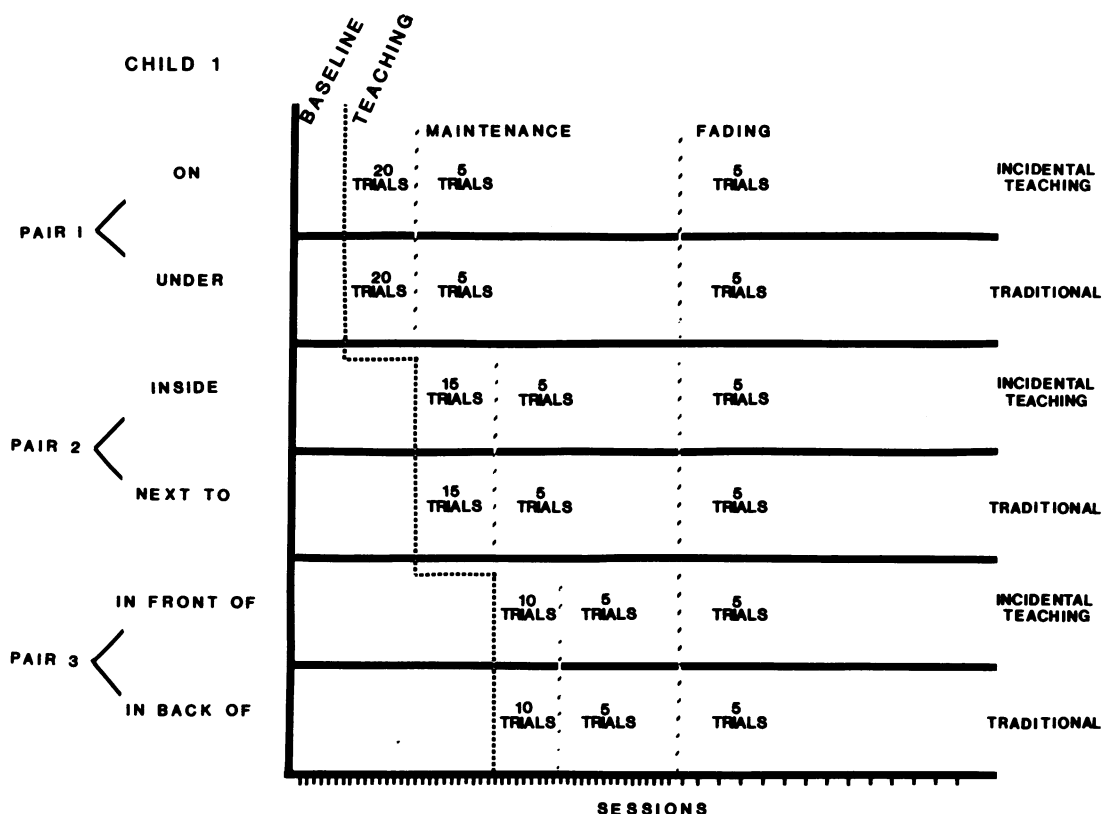 CHILD 1
BASELINE
TEACHING
MAINTENANCE
FADING
PAIR 1
ON
20
TRIALS
5
TRIALS
5
TRIALS
INCIDENTAL
TEACHING
UNDER
20
TRIALS
5
TRIALS
5
TRIALS
TRADITIONAL
PAIR 2
INSIDE
15
TRIALS
5
TRIALS
5
TRIALS
INCIDENTAL
TEACHING
NEXT TO
15
TRIALS
5
TRIALS
5
TRIALS
TRADITIONAL
PAIR 3
IN FRONT OF
10
TRIALS
5
TRIALS
5
TRIALS
INCIDENTAL
TEACHING
IN BACK OF
10
TRIALS
5
TRIALS
5
TRIALS
TRADITIONAL
SESSIONS